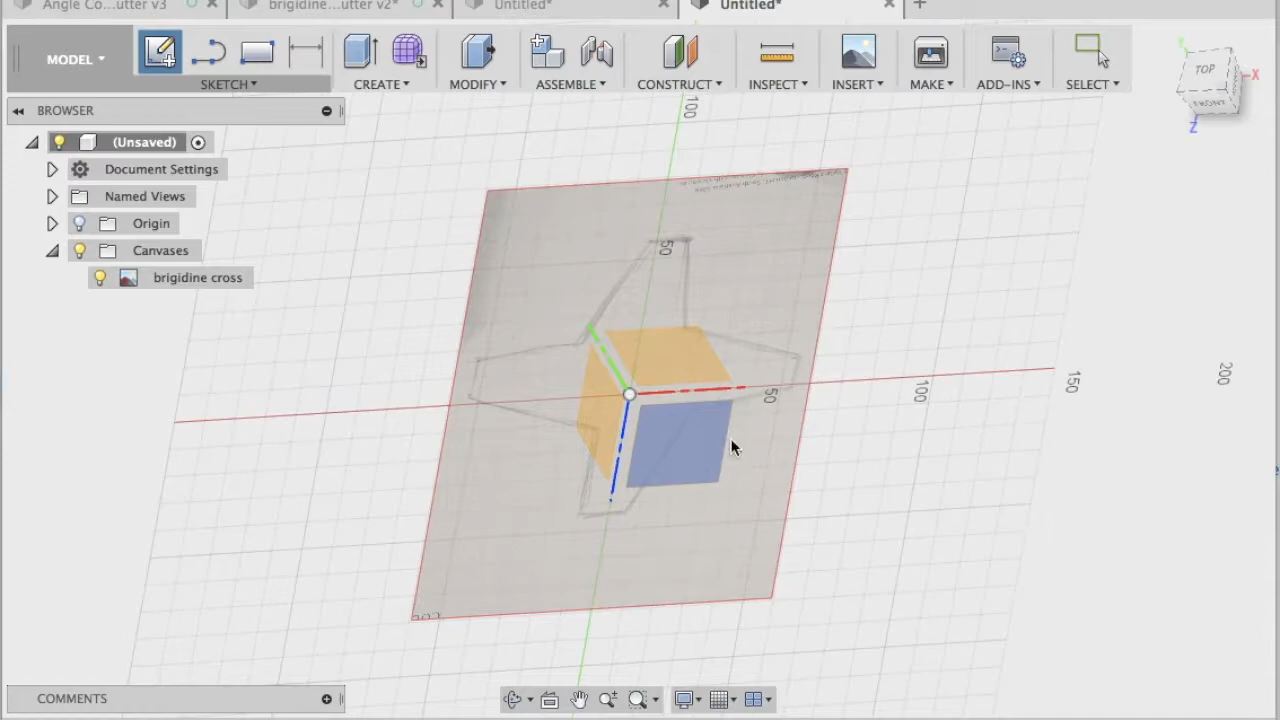 Angle Co...utter v3
brigidine...utter v2*
Untitled*
Untitled*
MODEL
SKETCH
CREATE
MODIFY
ASSEMBLE
CONSTRUCT
INSPECT
INSERT
MAKE
ADD-INS
SELECT
TOP
X
Z
BROWSER
(Unsaved)
Document Settings
Named Views
Origin
Canvases
brigidine cross
100
50
50
100
150
200
COMMENTS